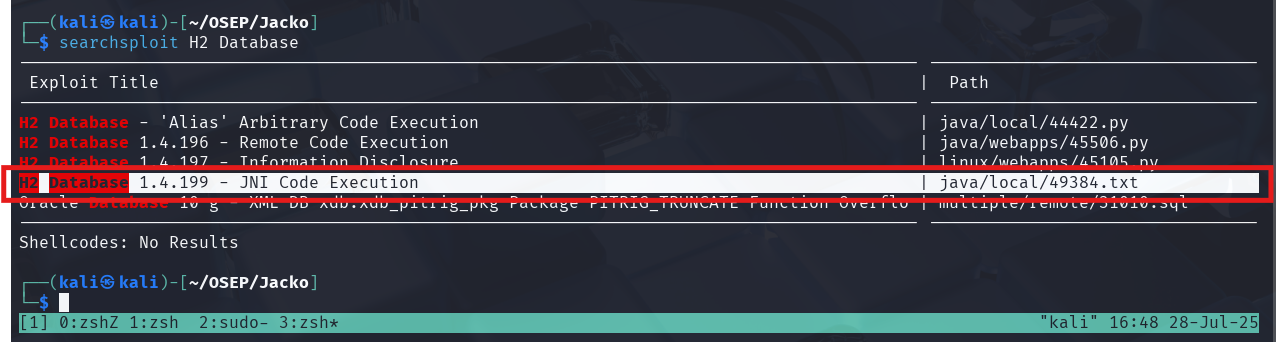 ┌──(kali㉿kali)-[~/OSEP/Jacko]
└─$ searchsploit H2 Database
Exploit Title | Path
H2 Database - 'Alias' Arbitrary Code Execution | java/local/44422.py
H2 Database 1.4.196 - Remote Code Execution | java/webapps/45506.py
H2 Database 1.4.197 - Information Disclosure | linux/webapps/45105.py
H2 Database 1.4.199 - JNI Code Execution | java/local/49384.txt
Oracle Database 10 g - XML DB xdb.xdb_pitrig_pkg Package PITRIG_TRUNCATE Function Overflo | multiple/remote/31010.sql
Shellcodes: No Results
┌──(kali㉿kali)-[~/OSEP/Jacko]
└─$
[1] 0:zshZ 1:zsh 2:sudo- 3:zsh* "kali" 16:48 28-Jul-25